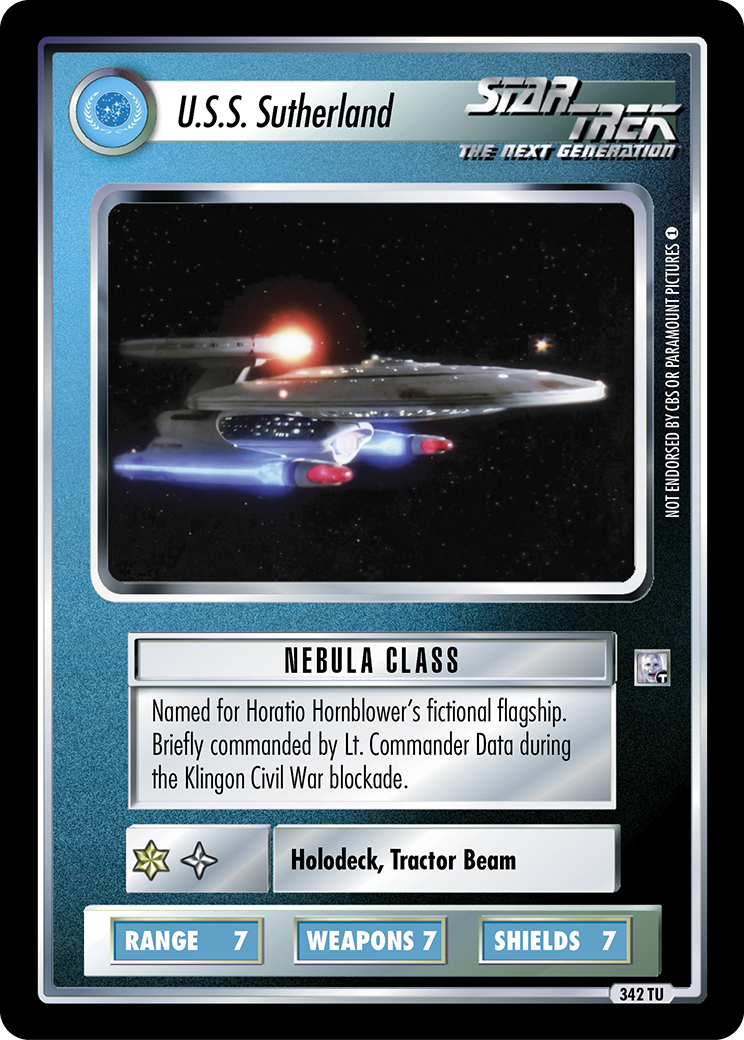 U.S.S. Sutherland
STAR
TREK
THE NEXT GENERATION
NOT ENDORSED BY CBS OR PARAMOUNT PICTURES 1
NEBULA CLASS
Named for Horatio Hornblower's fictional flagship.
Briefly commanded by Lt. Commander Data during
the Klingon Civil War blockade.
T
Holodeck, Tractor Beam
RANGE 7 WEAPONS 7 SHIELDS 7
342 TU